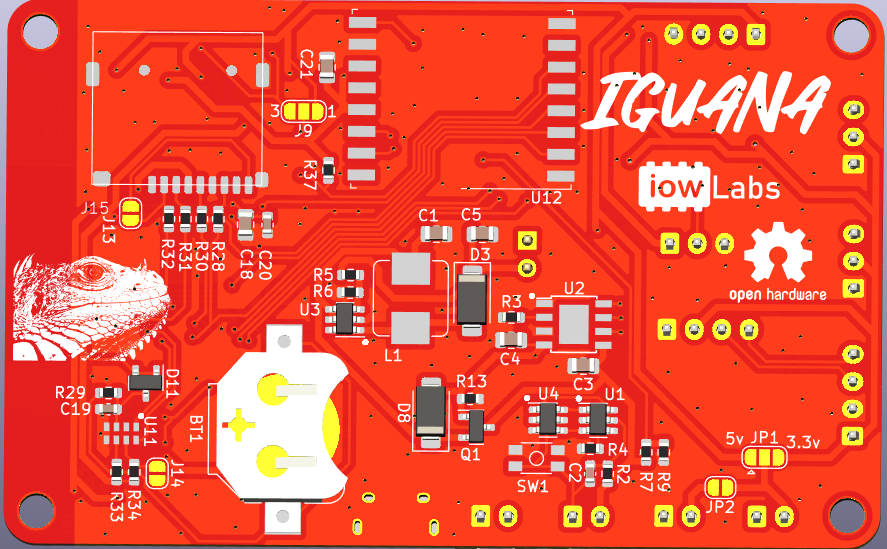 C21
3
1
J9
R37
U12
IGUANA
iow Labs
open hardware
J15
J13
R32
R31
R30
R28
C18
C20
C1
C5
D3
R5
R6
U3
L1
R3
C4
U2
C3
R29
C19
D11
U11
BT1
D8
R13
Q1
U4
U1
R4
SW1
C2
R2
R7
R9
5v
JP1
3.3v
JP2
R33
R34
J14